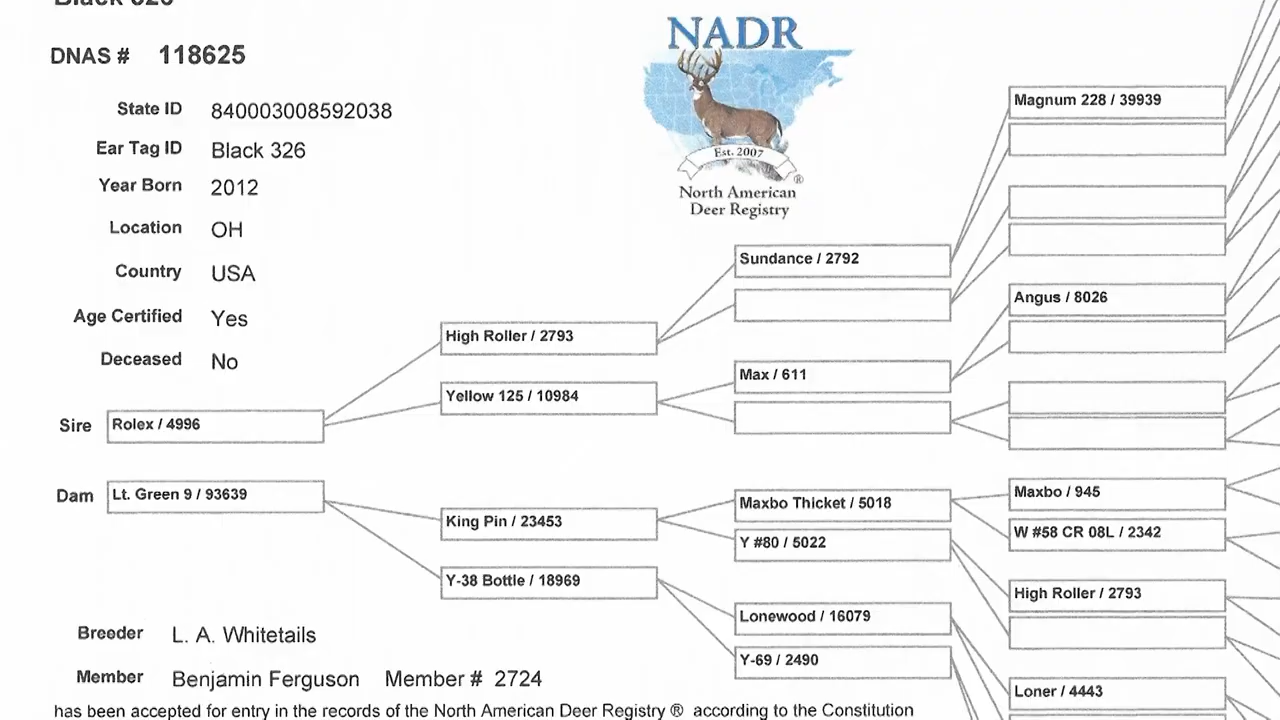 Black 326
DNAS # 118625
State ID 840003008592038
Ear Tag ID Black 326
Year Born 2012
Location OH
Country USA
Age Certified Yes
Deceased No
NADR
Est. 2007
®
North American
Deer Registry
Sire Rolex / 4996
Dam Lt. Green 9 / 93639
High Roller / 2793
Yellow 125 / 10984
King Pin / 23453
Y-38 Bottle / 18969
Sundance / 2792
Max / 611
Maxbo Thicket / 5018
Y #80 / 5022
Lonewood / 16079
Y-69 / 2490
Magnum 228 / 39939
Angus / 8026
Maxbo / 945
W #58 CR 08L / 2342
High Roller / 2793
Loner / 4443
Breeder L. A. Whitetails
Member Benjamin Ferguson Member # 2724
has been accepted for entry in the records of the North American Deer Registry ® according to the Constitution